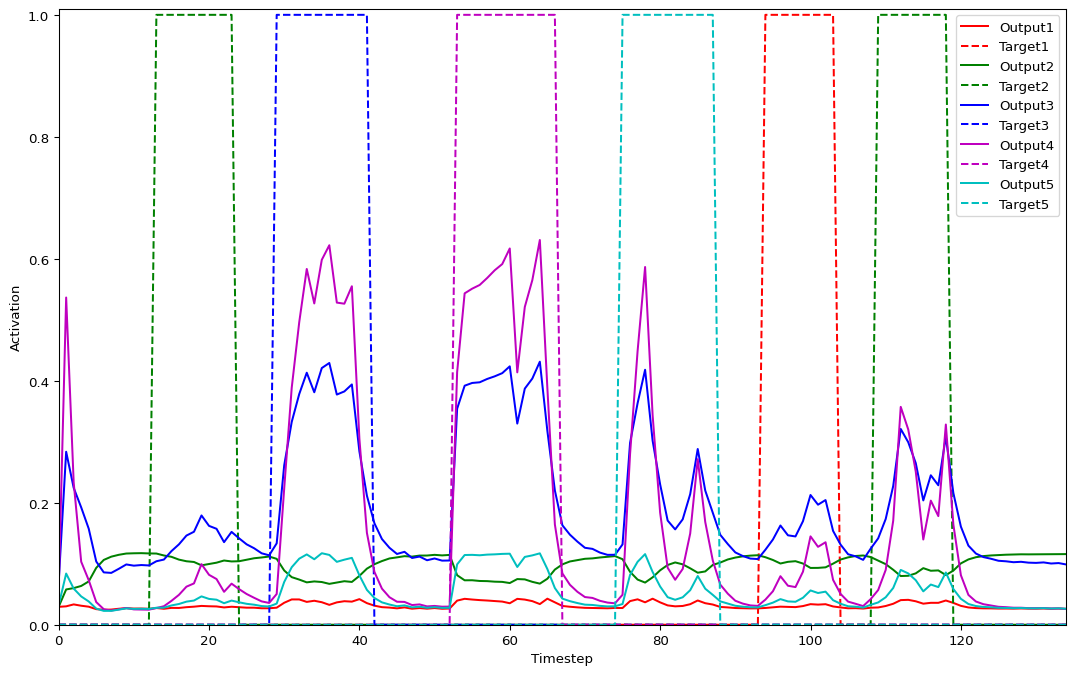 1.0
0.8
0.6
0.4
0.2
0.0
Activation
0 20 40 60 80 100 120
Timestep
Output1
Target1
Output2
Target2
Output3
Target3
Output4
Target4
Output5
Target5